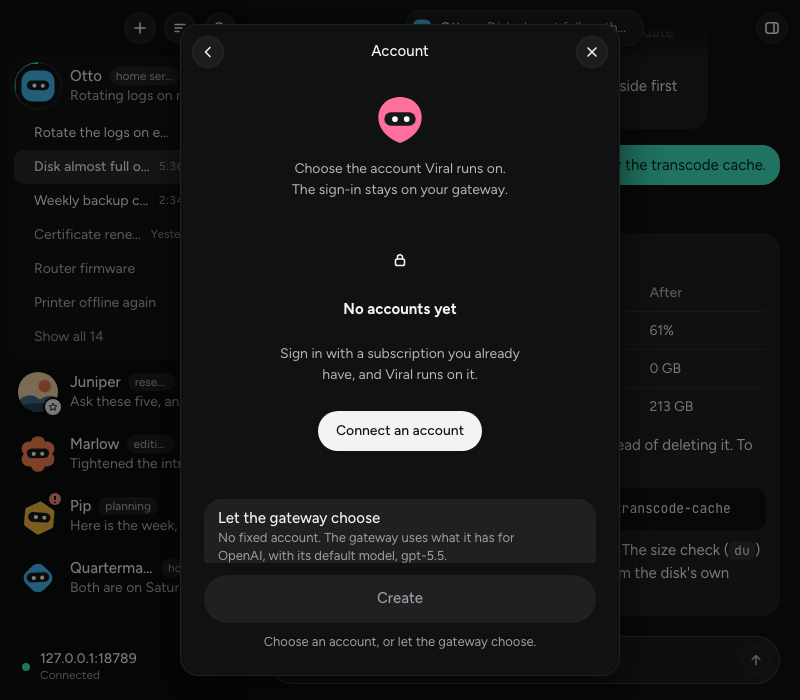 Account
Choose the account Viral runs on.
The sign-in stays on your gateway.
No accounts yet
Sign in with a subscription you already
have, and Viral runs on it.
Connect an account
Let the gateway choose
No fixed account. The gateway uses what it has for
OpenAI, with its default model, gpt-5.5.
Create
Choose an account, or let the gateway choose.
Otto home ser...
Rotating logs on
Rotate the logs on e...
Disk almost full o... 5:36
Weekly backup c... 2:34
Certificate rene... Yeste
Router firmware
Printer offline again
Show all 14
Juniper rese...
Ask these five, an
Marlow editi...
Tightened the intr
Pip planning
Here is the week,
Quarterma... ho
Both are on Satur
127.0.0.1:18789
Connected
date
side first
the transcode cache.
After
61%
0 GB
213 GB
ead of deleting it. To
transcode-cache
The size check ( du )
m the disk's own